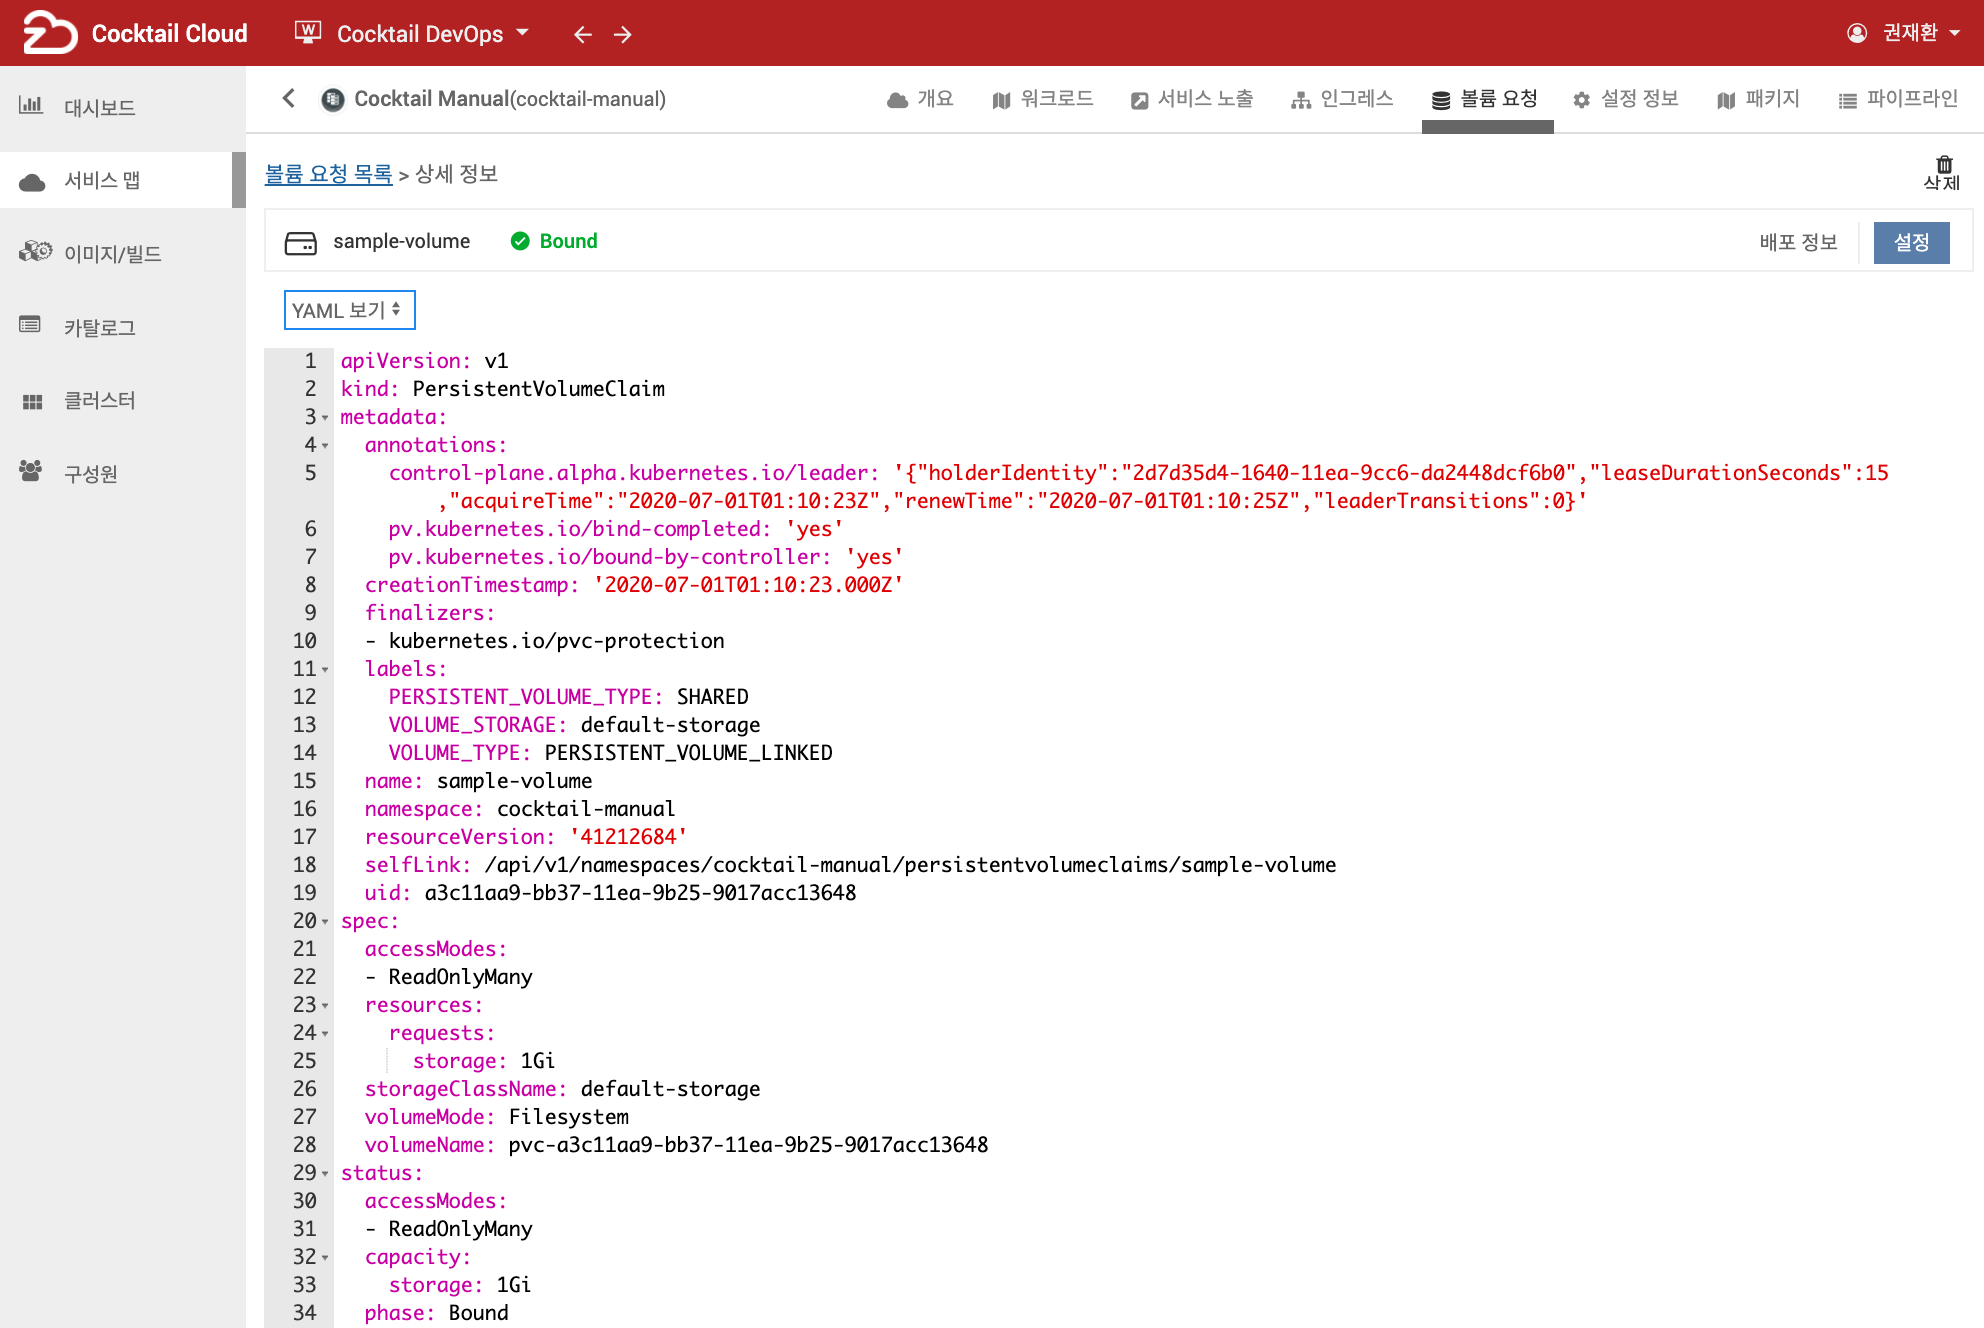 Cocktail Cloud
Cocktail DevOps
권재환
대시보드
서비스 맵
이미지/빌드
카탈로그
클러스터
구성원
Cocktail Manual(cocktail-manual)
개요
워크로드
서비스 노출
인그레스
볼륨 요청
설정 정보
패키지
파이프라인
볼륨 요청 목록 > 상세 정보
삭제
sample-volume
Bound
배포 정보
설정
YAML 보기
1 apiVersion: v1
2 kind: PersistentVolumeClaim
3 metadata:
4 annotations:
5 control-plane.alpha.kubernetes.io/leader: '{"holderIdentity":"2d7d35d4-1640-11ea-9cc6-da2448dcf6b0","leaseDurationSeconds":15
,"acquireTime":"2020-07-01T01:10:23Z","renewTime":"2020-07-01T01:10:25Z","leaderTransitions":0}'
6 pv.kubernetes.io/bind-completed: 'yes'
7 pv.kubernetes.io/bound-by-controller: 'yes'
8 creationTimestamp: '2020-07-01T01:10:23.000Z'
9 finalizers:
10 - kubernetes.io/pvc-protection
11 labels:
12 PERSISTENT_VOLUME_TYPE: SHARED
13 VOLUME_STORAGE: default-storage
14 VOLUME_TYPE: PERSISTENT_VOLUME_LINKED
15 name: sample-volume
16 namespace: cocktail-manual
17 resourceVersion: '41212684'
18 selfLink: /api/v1/namespaces/cocktail-manual/persistentvolumeclaims/sample-volume
19 uid: a3c11aa9-bb37-11ea-9b25-9017acc13648
20 spec:
21 accessModes:
22 - ReadOnlyMany
23 resources:
24 requests:
25 storage: 1Gi
26 storageClassName: default-storage
27 volumeMode: Filesystem
28 volumeName: pvc-a3c11aa9-bb37-11ea-9b25-9017acc13648
29 status:
30 accessModes:
31 - ReadOnlyMany
32 capacity:
33 storage: 1Gi
34 phase: Bound